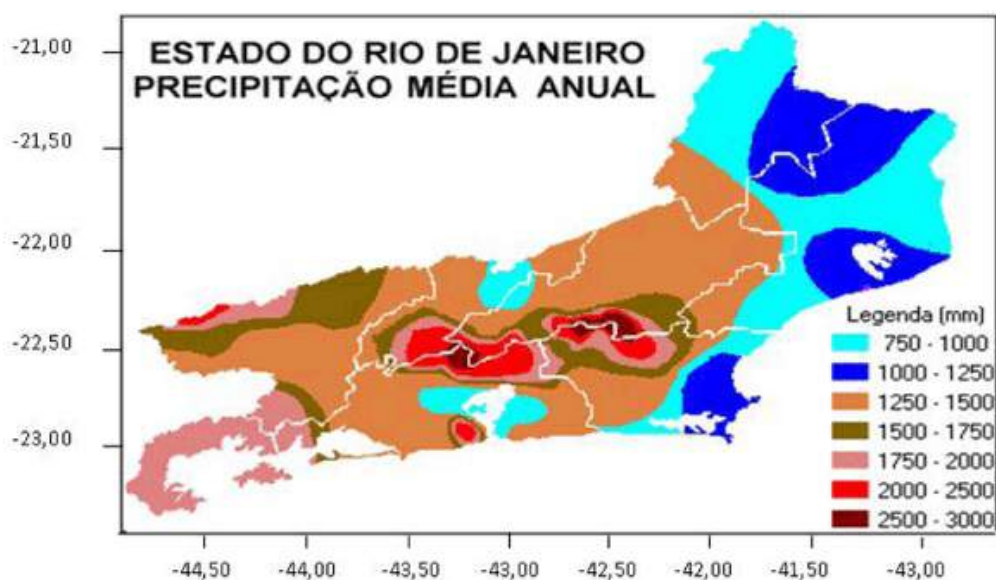 ESTADO DO RIO DE JANEIRO
PRECIPITAÇÃO MÉDIA ANUAL
-21,00
-21,50
-22,00
-22,50
-23,00
Legenda (mm)
750 - 1000
1000 - 1250
1250 - 1500
1500 - 1750
1750 - 2000
2000 - 2500
2500 - 3000
-44,50 -44,00 -43,50 -43,00 -42,50 -42,00 -41,50 -43,00